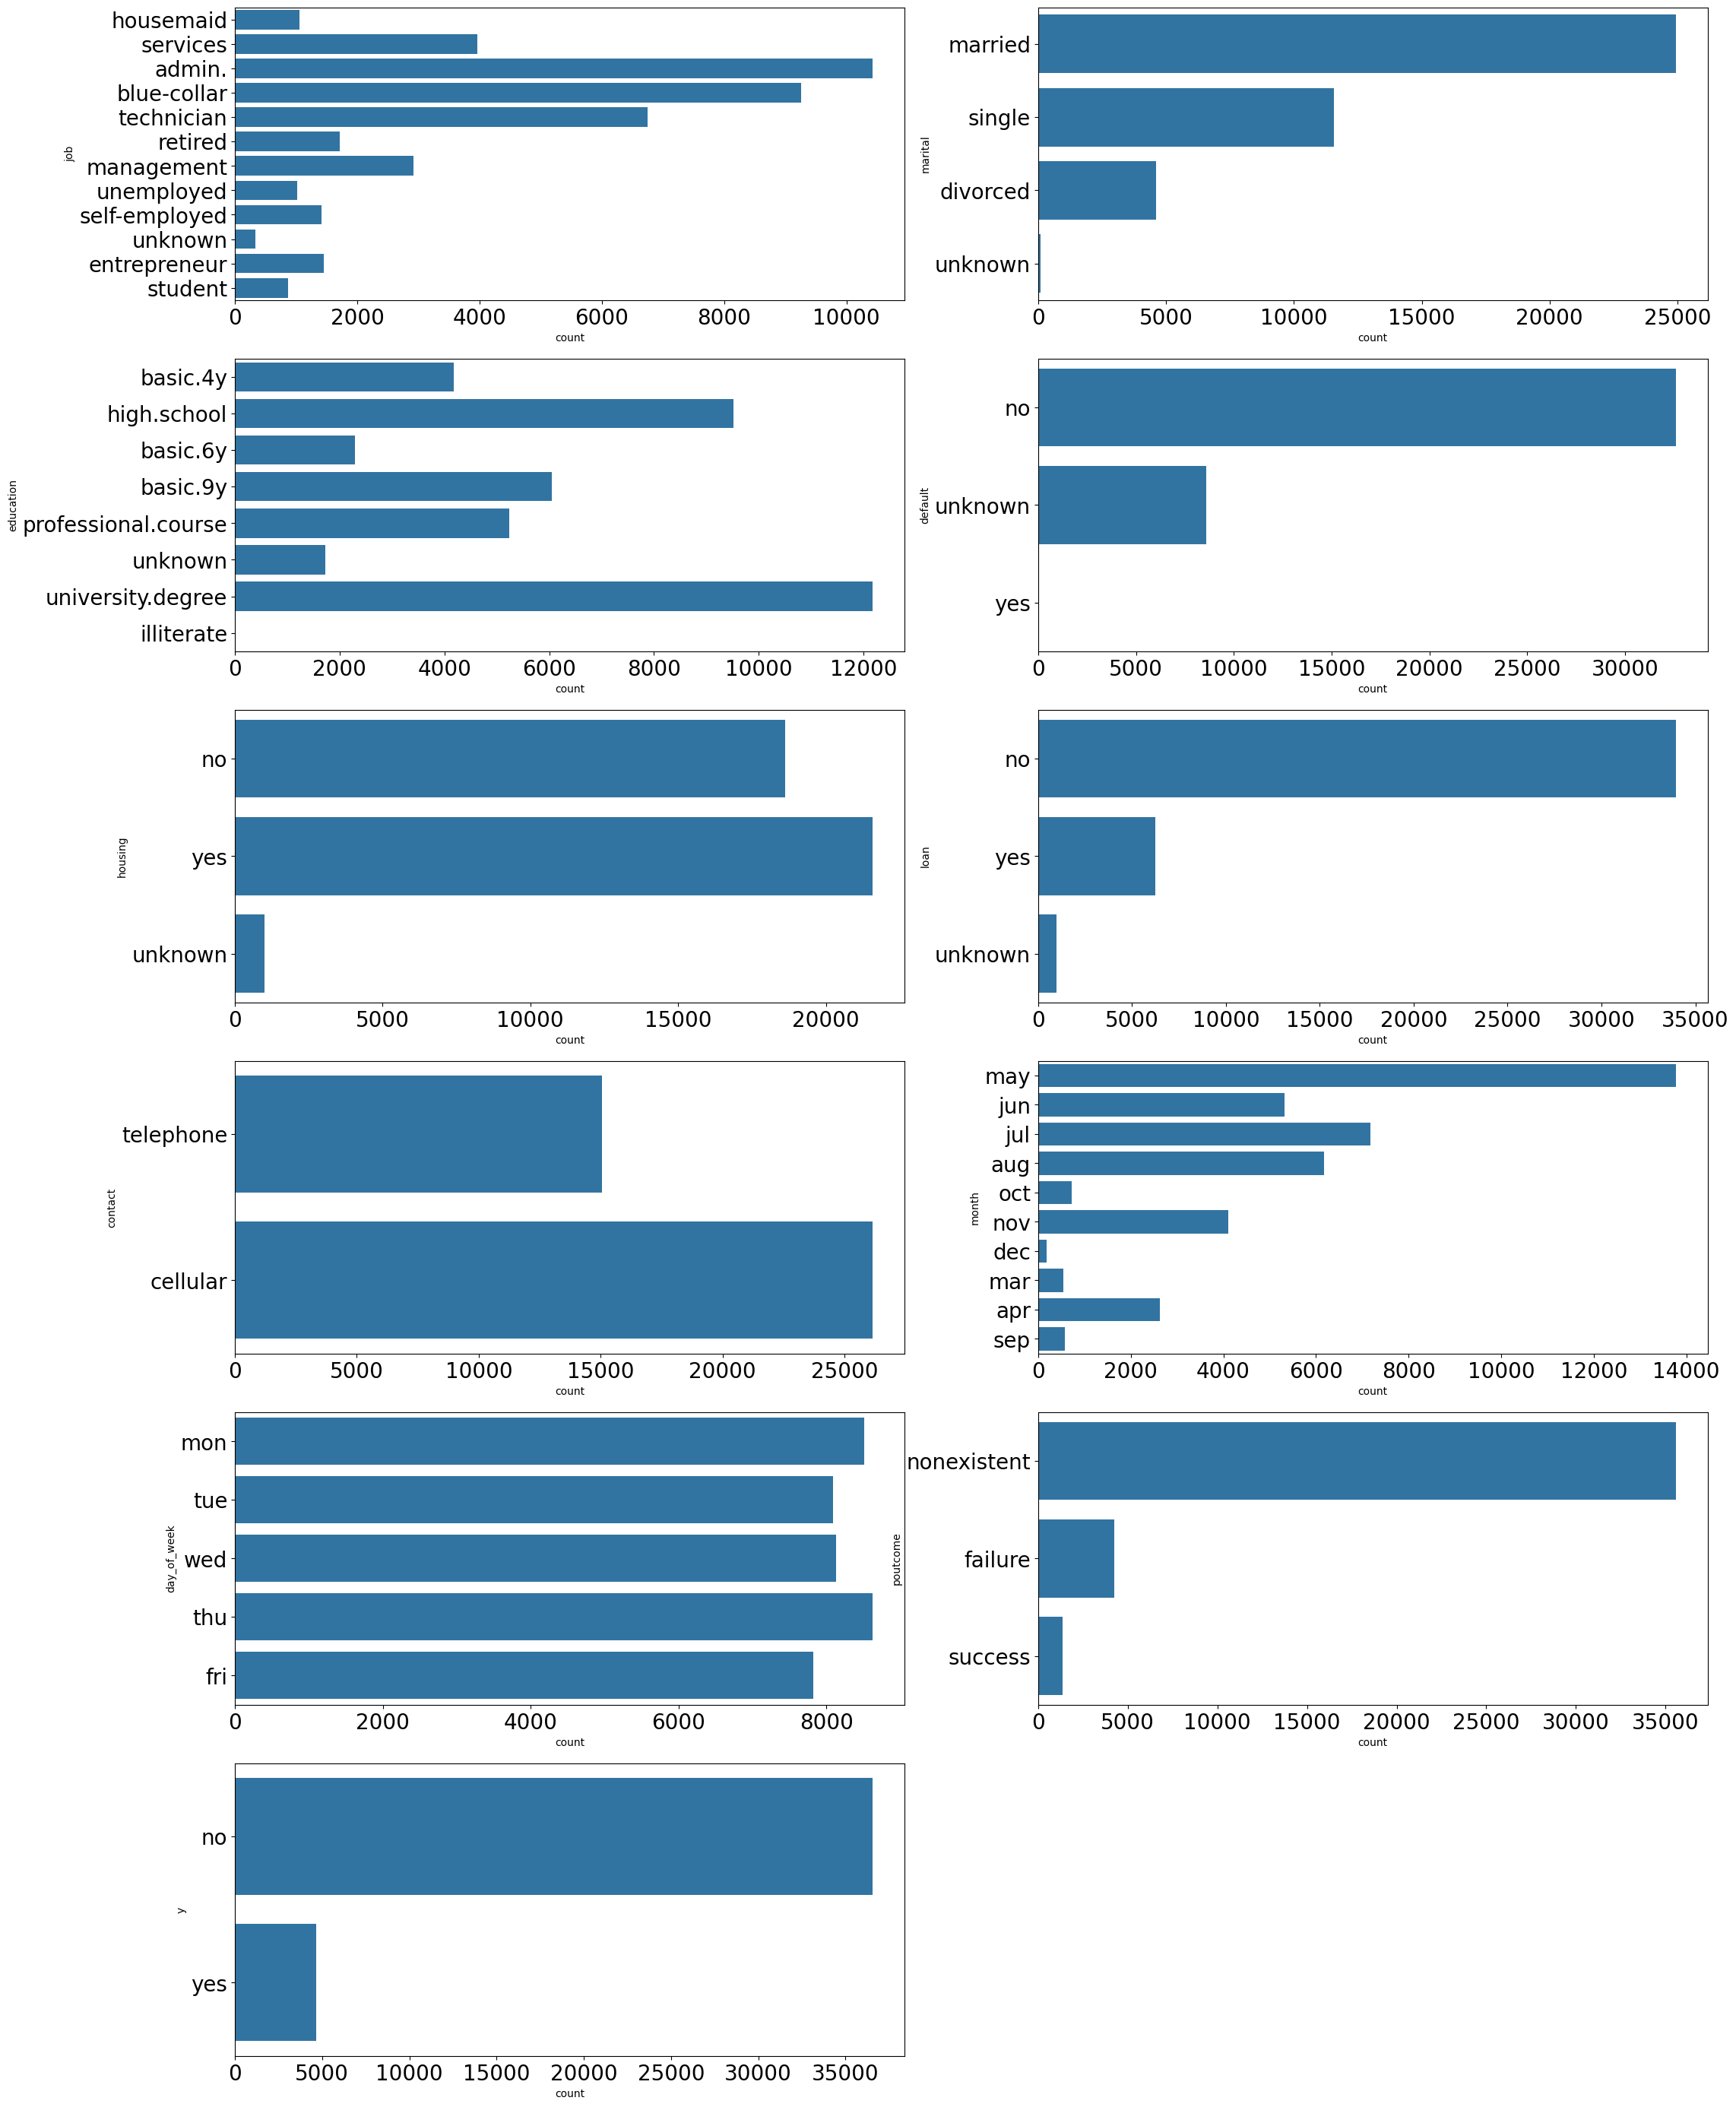 housemaid
services
admin.
blue-collar
technician
retired
management
unemployed
self-employed
unknown
entrepreneur
student
job
0 2000 4000 6000 8000 10000
count
married
single
divorced
unknown
marital
0 5000 10000 15000 20000 25000
count
basic.4y
high.school
basic.6y
basic.9y
professional.course
unknown
university.degree
illiterate
education
0 2000 4000 6000 8000 10000 12000
count
no
unknown
yes
default
0 5000 10000 15000 20000 25000 30000
count
no
yes
unknown
housing
0 5000 10000 15000 20000
count
no
yes
unknown
loan
0 5000 10000 15000 20000 25000 30000 35000
count
telephone
cellular
contact
0 5000 10000 15000 20000 25000
count
may
jun
jul
aug
oct
nov
dec
mar
apr
sep
month
0 2000 4000 6000 8000 10000 12000 14000
count
mon
tue
wed
thu
fri
day_of_week
0 2000 4000 6000 8000
count
nonexistent
failure
success
poutcome
0 5000 10000 15000 20000 25000 30000 35000
count
no
yes
y
0 5000 10000 15000 20000 25000 30000 35000
count